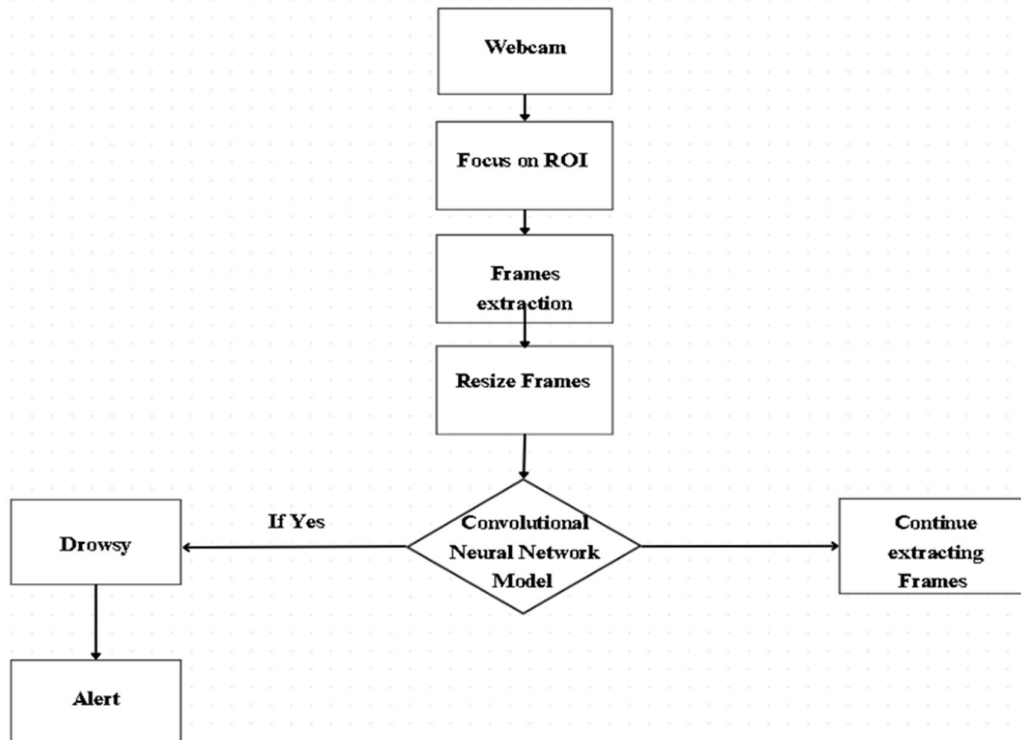 Webcam
Focus on ROI
Frames
extraction
Resize Frames
If Yes
Drowsy
Convolutional
Neural Network
Model
Continue
extracting
Frames
Alert